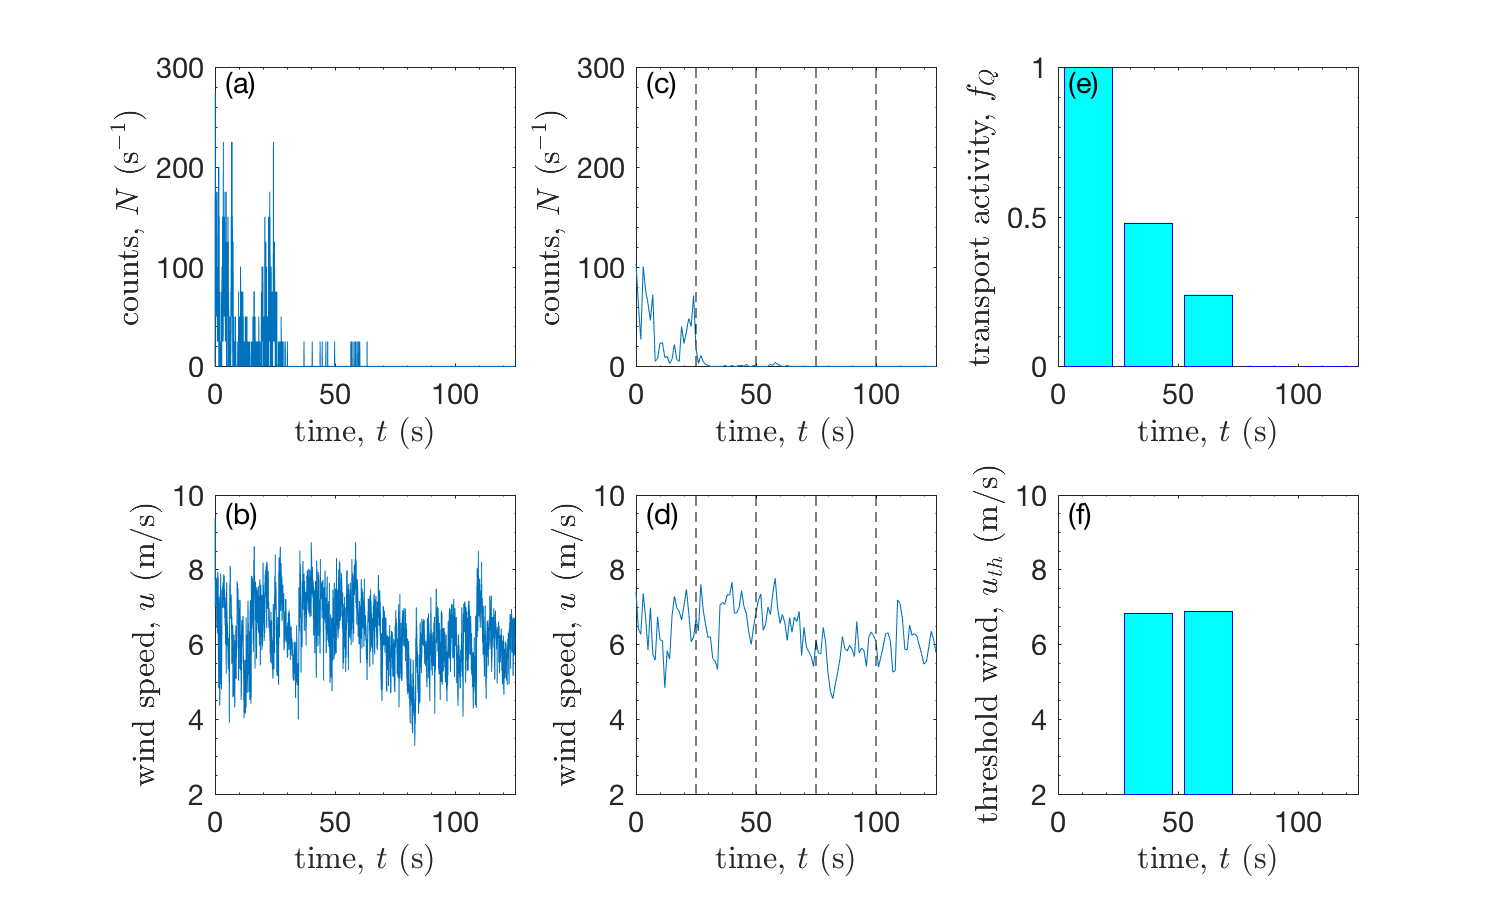 (a)
300
200
100
0
counts, N (s⁻¹)
0 50 100
time, t (s)
(c)
300
200
100
0
counts, N (s⁻¹)
0 50 100
time, t (s)
(e)
1
0.5
0
transport activity, f_Q
0 50 100
time, t (s)
(b)
10
8
6
4
2
wind speed, u (m/s)
0 50 100
time, t (s)
(d)
10
8
6
4
2
wind speed, u (m/s)
0 50 100
time, t (s)
(f)
10
8
6
4
2
threshold wind, u_th (m/s)
0 50 100
time, t (s)